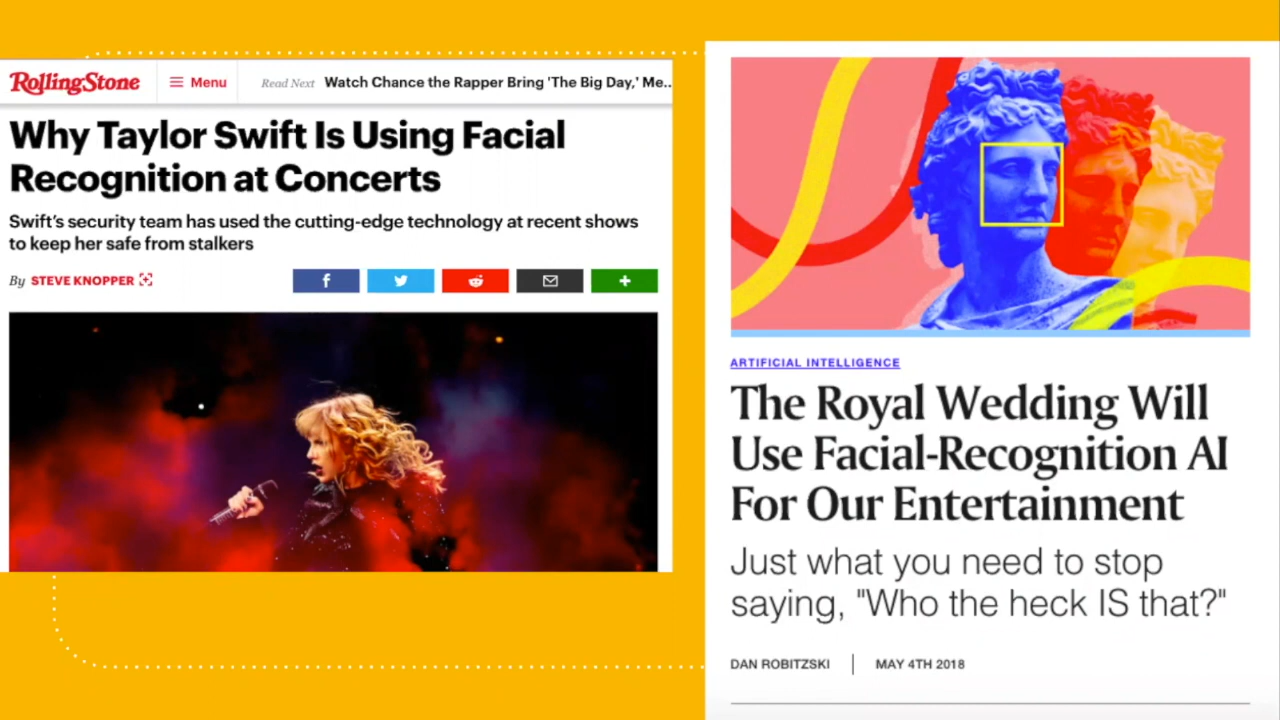 RollingStone
Menu
Read Next Watch Chance the Rapper Bring 'The Big Day,' Me..
Why Taylor Swift Is Using Facial
Recognition at Concerts
Swift's security team has used the cutting-edge technology at recent shows
to keep her safe from stalkers
By STEVE KNOPPER
ARTIFICIAL INTELLIGENCE
The Royal Wedding Will
Use Facial-Recognition AI
For Our Entertainment
Just what you need to stop
saying, "Who the heck IS that?"
DAN ROBITZSKI
MAY 4TH 2018